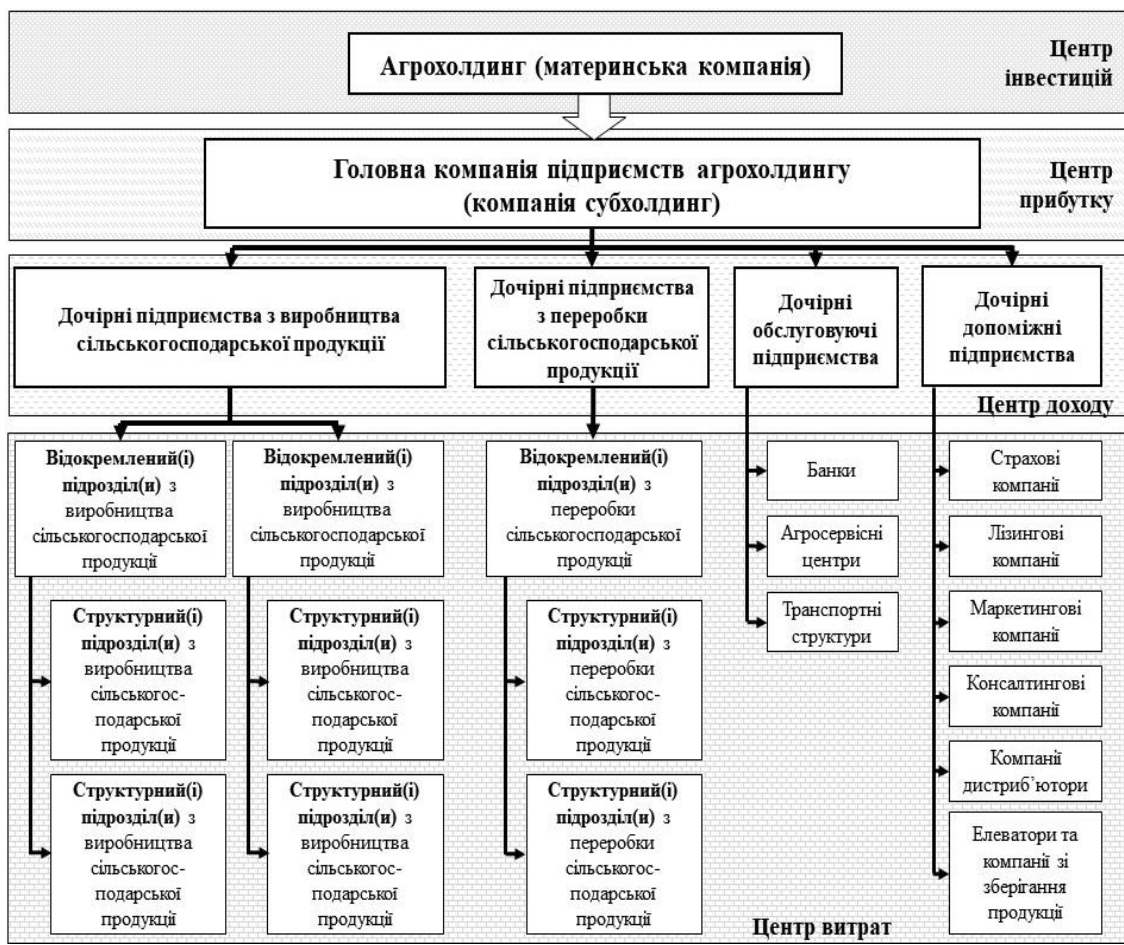 Агрохолдинг (материнська компанія)
Центр
інвестицій
Головна компанія підприємств агрохолдингу
(компанія субхолдинг)
Центр
прибутку
Дочірні підприємства з виробництва
сільськогосподарської продукції
Дочірні підприємства
з переробки
сільськогосподарської
продукції
Дочірні
обслуговуючі
підприємства
Дочірні
допоміжні
підприємства
Центр доходу
Відокремлений(і)
підрозділ(и) з
виробництва
сільськогосподарської
продукції
Відокремлений(і)
підрозділ(и) з
виробництва
сільськогосподарської
продукції
Відокремлений(і)
підрозділ(и) з
переробки
сільськогосподарської
продукції
Банки
Страхові
компанії
Агросервісні
центри
Лізингові
компанії
Структурний(і)
підрозділ(и) з
виробництва
сільськогос-
подарської
продукції
Структурний(і)
підрозділ(и) з
виробництва
сільськогос-
подарської
продукції
Структурний(і)
підрозділ(и) з
переробки
сільськогос-
подарської
продукції
Транспортні
структури
Маркетингові
компанії
Консалтингові
компанії
Компанії
дистриб’ютори
Структурний(і)
підрозділ(и) з
виробництва
сільськогос-
подарської
продукції
Структурний(і)
підрозділ(и) з
виробництва
сільськогос-
подарської
продукції
Структурний(і)
підрозділ(и) з
переробки
сільськогос-
подарської
продукції
Елеватори та
компанії зі
зберігання
продукції
Центр витрат